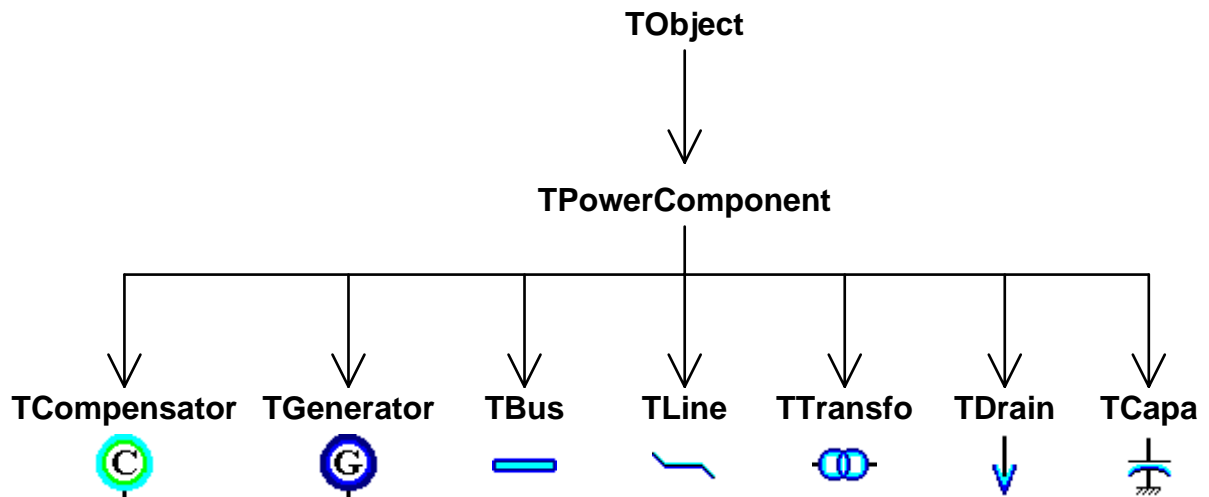 TObject
TPowerComponent
TCompensator TGenerator TBus TLine TTransfo TDrain TCapa
C G